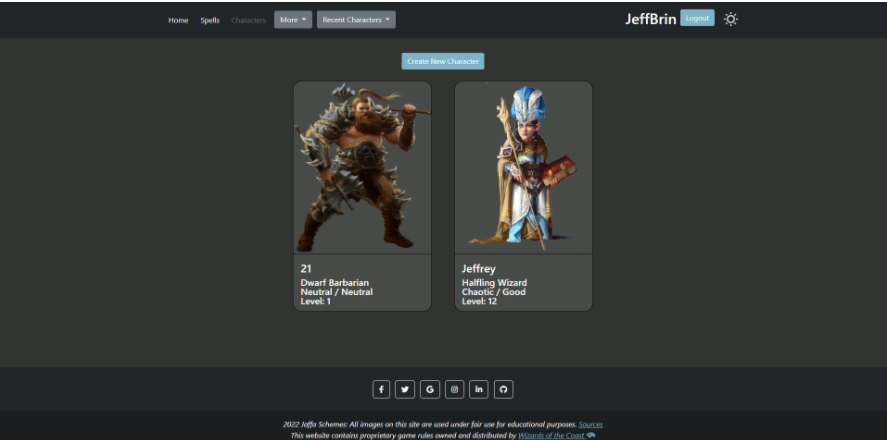 Home Spells Characters More Recent Characters JeffBrin Logout
Create New Character
21
Dwarf Barbarian
Neutral / Neutral
Level: 1
Jeffrey
Halfling Wizard
Chaotic / Good
Level: 12
f G in
2022 Jaffa Schemes: All images on this site are used under fair use for educational purposes. Sources
This website contains proprietary game rules owned and distributed by Wizards of the Coast